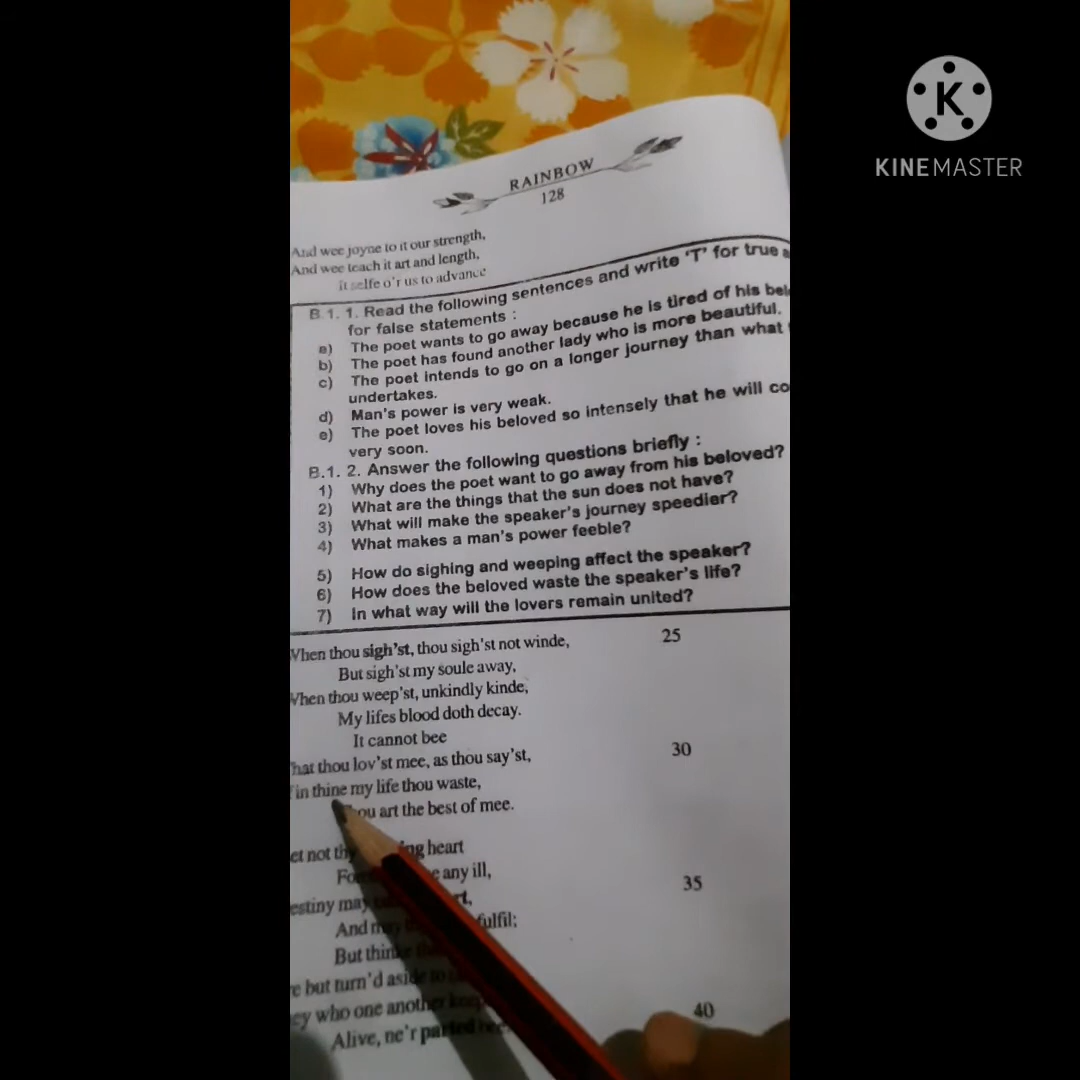 RAINBOW
128
And wee joyne to it our strength,
And wee teach it art and length,
It selfe o'r us to advance
B.1. 1. Read the following sentences and write 'T' for true
for false statements :
a) The poet wants to go away because he is tired of his
b) The poet has found another lady who is more beautiful.
c) The poet intends to go on a longer journey than what
undertakes.
d) Man's power is very weak.
e) The poet loves his beloved so intensely that he will
very soon.
B.1. 2. Answer the following questions briefly :
1) Why does the poet want to go away from his beloved?
2) What are the things that the sun does not have?
3) What will make the speaker's journey speedier?
4) What makes a man's power feeble?
5) How do sighing and weeping affect the speaker?
6) How does the beloved waste the speaker's life?
7) In what way will the lovers remain united?
When thou sigh'st, thou sigh'st not winde, 25
But sigh'st my soule away,
When thou weep'st, unkindly kinde,
My lifes blood doth decay.
It cannot bee
That thou lov'st mee, as thou say'st, 30
in thine my life thou waste,
art the best of mee.
not heart
any ill, 35
may
And fulfil;
But thinke
but turn'd aside to
who one another keepe 40
Alive, ne'r parted
KINEMASTER